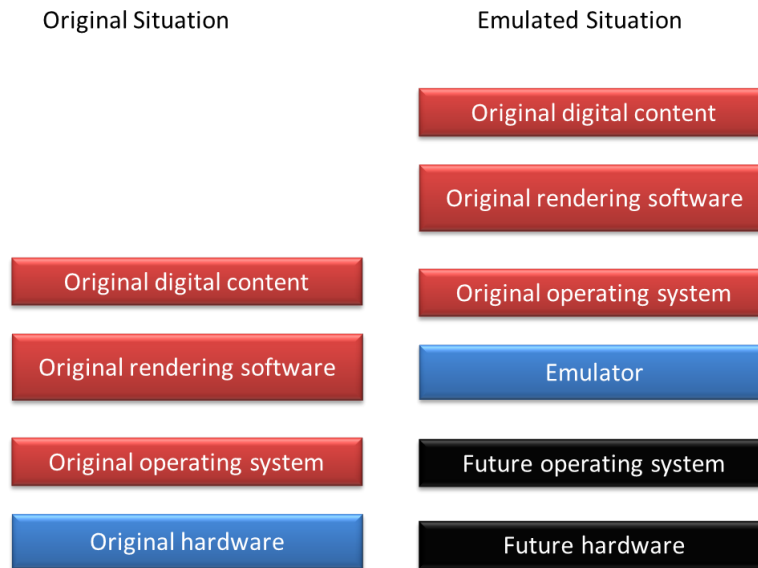 Original Situation
Original digital content
Original rendering software
Original operating system
Original hardware
Emulated Situation
Original digital content
Original rendering software
Original operating system
Emulator
Future operating system
Future hardware